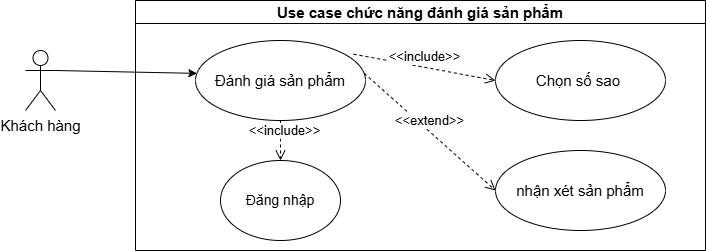 Use case chức năng đánh giá sản phẩm
<<include>>
Đánh giá sản phẩm
Chọn số sao
Khách hàng
<<include>>
<<extend>>
Đăng nhập
nhận xét sản phẩm